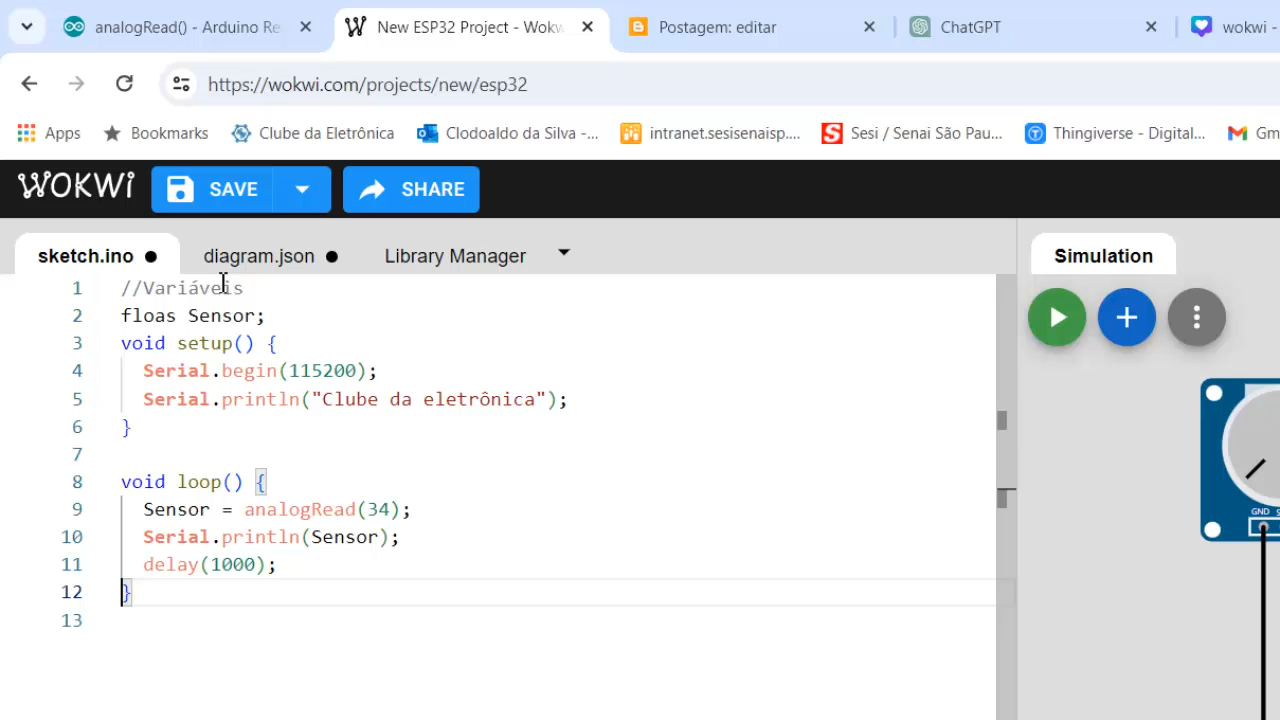 analogRead() - Arduino Re
New ESP32 Project - Wokw
Postagem: editar
ChatGPT
wokwi -
https://wokwi.com/projects/new/esp32
Apps
Bookmarks
Clube da Eletrônica
Clodoaldo da Silva -...
intranet.sesisenaisp....
Sesi / Senai São Pau...
Thingiverse - Digital...
Gm
WOKWi
SAVE
SHARE
sketch.ino
diagram.json
Library Manager
Simulation
1 //Variáveis
2 floas Sensor;
3 void setup() {
4 Serial.begin(115200);
5 Serial.println("Clube da eletrônica");
6 }
7
8 void loop() {
9 Sensor = analogRead(34);
10 Serial.println(Sensor);
11 delay(1000);
12 }
13
GND S